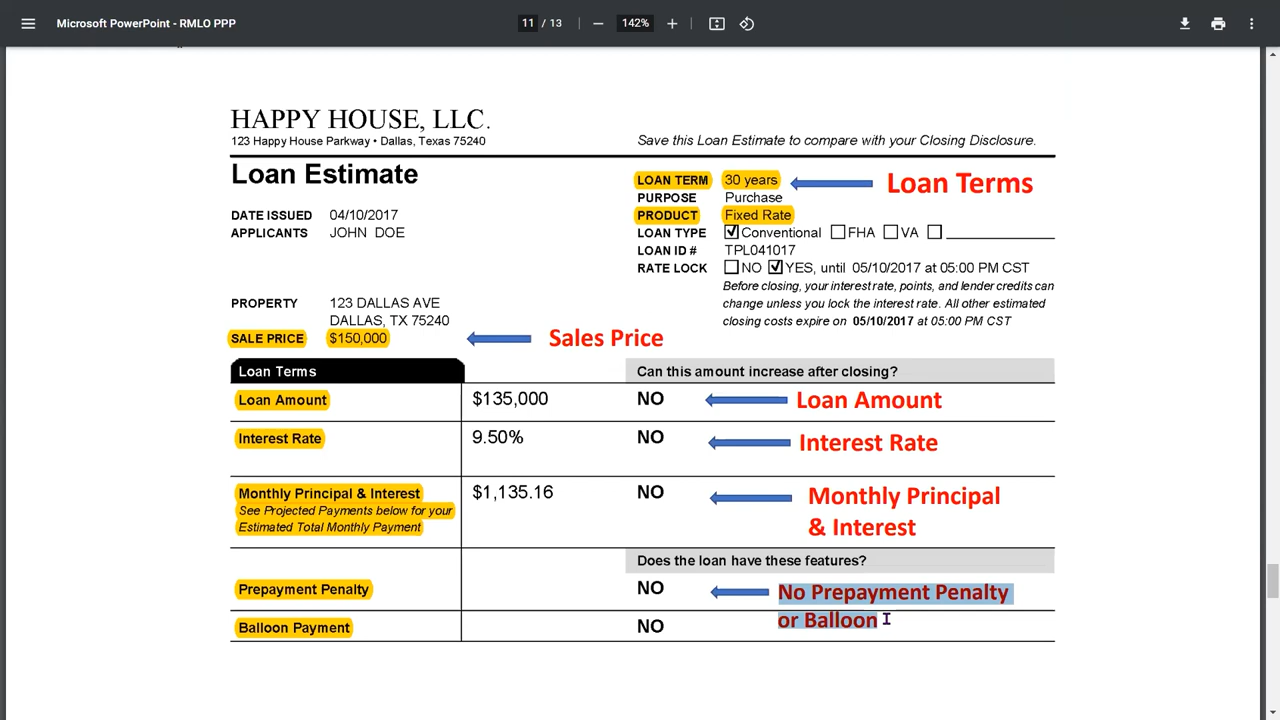 Microsoft PowerPoint - RMLO PPP
11 / 13
142%
HAPPY HOUSE, LLC.
123 Happy House Parkway • Dallas, Texas 75240
Save this Loan Estimate to compare with your Closing Disclosure.
Loan Estimate
LOAN TERM 30 years
Loan Terms
PURPOSE Purchase
DATE ISSUED 04/10/2017
PRODUCT Fixed Rate
APPLICANTS JOHN DOE
LOAN TYPE Conventional FHA VA
LOAN ID # TPL041017
RATE LOCK NO YES, until 05/10/2017 at 05:00 PM CST
Before closing, your interest rate, points, and lender credits can
change unless you lock the interest rate. All other estimated
closing costs expire on 05/10/2017 at 05:00 PM CST
PROPERTY 123 DALLAS AVE
DALLAS, TX 75240
SALE PRICE $150,000
Sales Price
Loan Terms
Can this amount increase after closing?
Loan Amount $135,000 NO
Loan Amount
Interest Rate 9.50% NO
Interest Rate
Monthly Principal & Interest $1,135.16 NO
See Projected Payments below for your
Estimated Total Monthly Payment
Monthly Principal
& Interest
Does the loan have these features?
Prepayment Penalty NO
No Prepayment Penalty
or Balloon
Balloon Payment NO